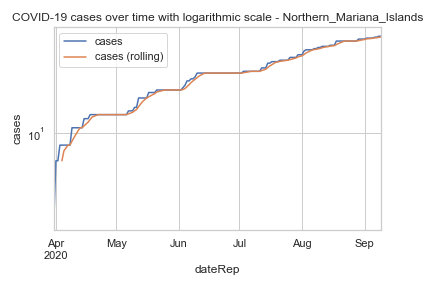 COVID-19 cases over time with logarithmic scale - Northern_Mariana_Islands
cases
cases (rolling)
cases
10¹
Apr
2020
May
Jun
Jul
Aug
Sep
dateRep